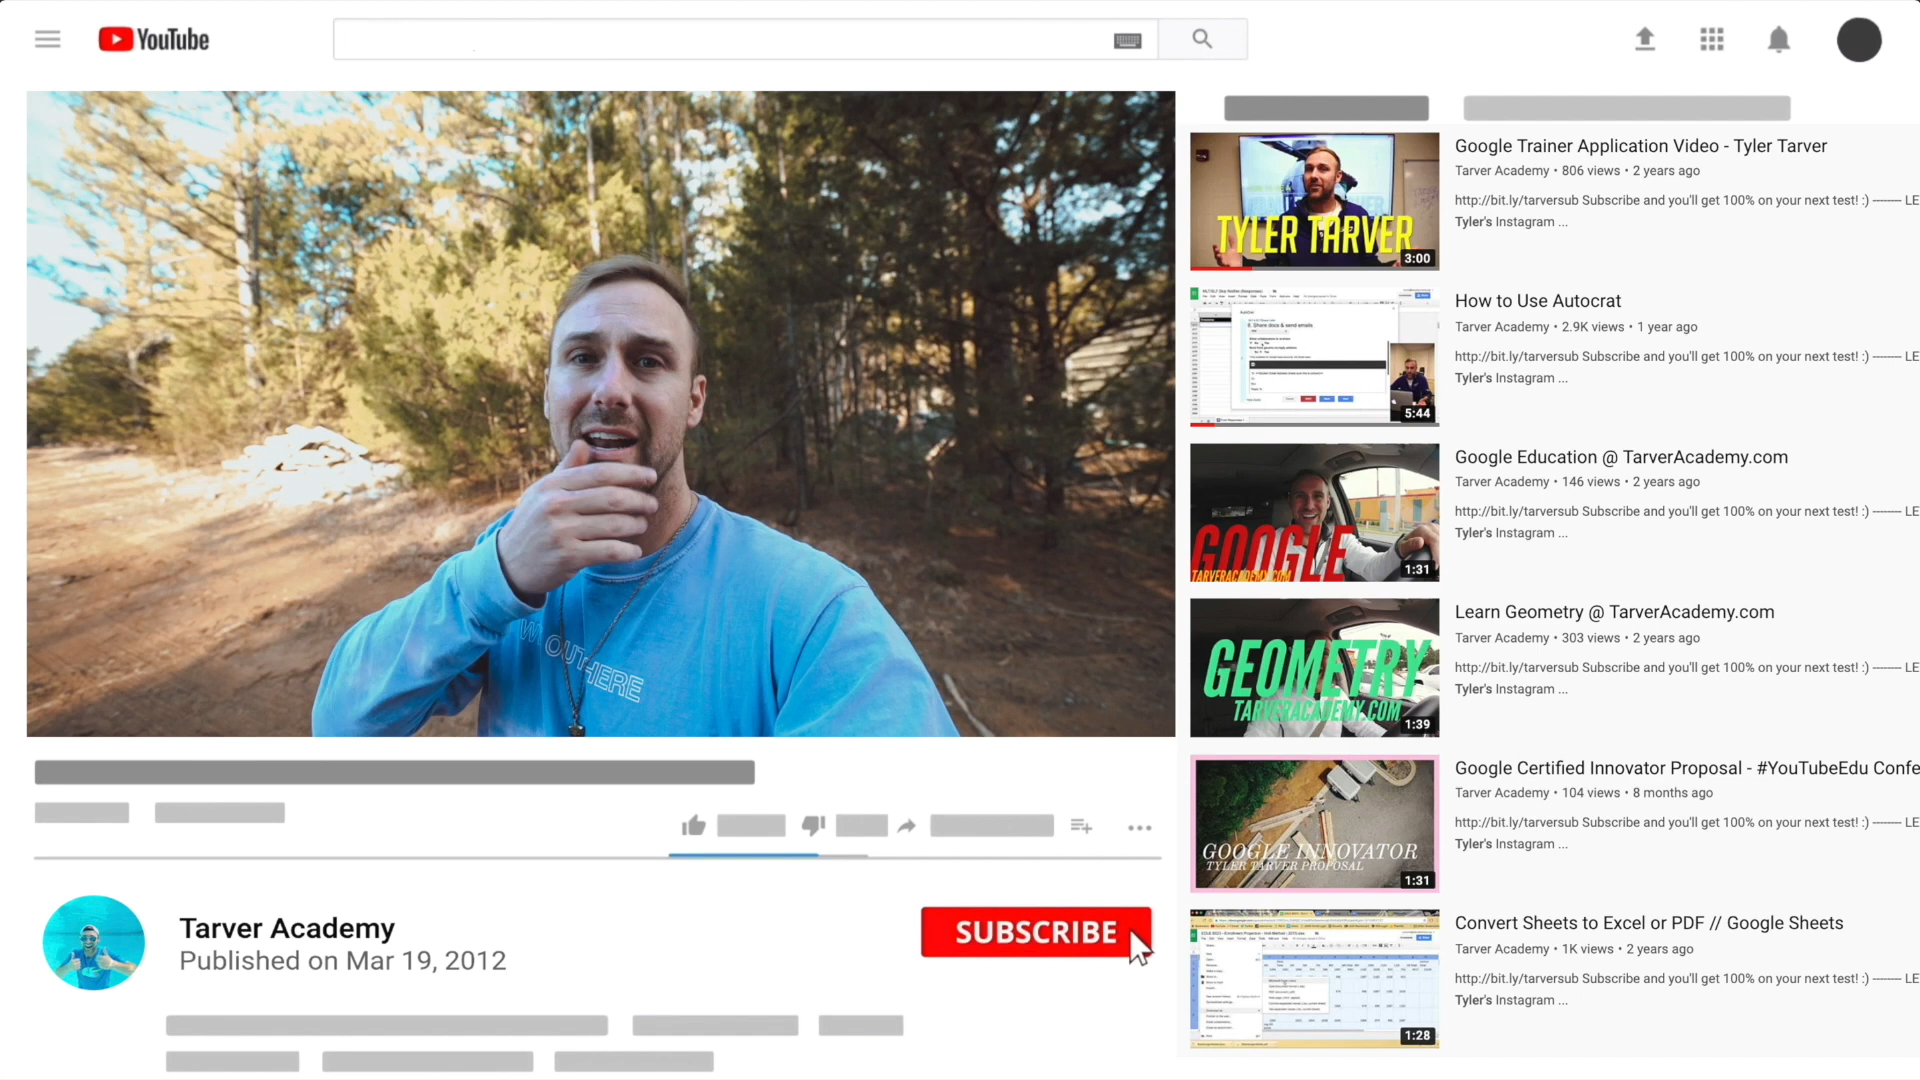 YouTube
Google Trainer Application Video - Tyler Tarver
Tarver Academy • 806 views • 2 years ago
http://bit.ly/tarversub Subscribe and you'll get 100% on your next test! :) -------- LE
Tyler's Instagram ...
TYLER TARVER
3:00
How to Use Autocrat
Tarver Academy • 2.9K views • 1 year ago
http://bit.ly/tarversub Subscribe and you'll get 100% on your next test! :) -------- LE
Tyler's Instagram ...
8. Share docs & send emails
5:44
Google Education @ TarverAcademy.com
Tarver Academy • 146 views • 2 years ago
http://bit.ly/tarversub Subscribe and you'll get 100% on your next test! :) -------- LE
Tyler's Instagram ...
GOOGLE
TARVERACADEMY.COM
1:31
OUTHERE
Learn Geometry @ TarverAcademy.com
Tarver Academy • 303 views • 2 years ago
http://bit.ly/tarversub Subscribe and you'll get 100% on your next test! :) -------- LE
Tyler's Instagram ...
GEOMETRY
TARVERACADEMY.COM
1:39
Google Certified Innovator Proposal - #YouTubeEdu Confe
Tarver Academy • 104 views • 8 months ago
http://bit.ly/tarversub Subscribe and you'll get 100% on your next test! :) -------- LE
Tyler's Instagram ...
GOOGLE INNOVATOR
TYLER TARVER PROPOSAL
1:31
Tarver Academy
Published on Mar 19, 2012
SUBSCRIBE
Convert Sheets to Excel or PDF // Google Sheets
Tarver Academy • 1K views • 2 years ago
http://bit.ly/tarversub Subscribe and you'll get 100% on your next test! :) -------- LE
Tyler's Instagram ...
1:28